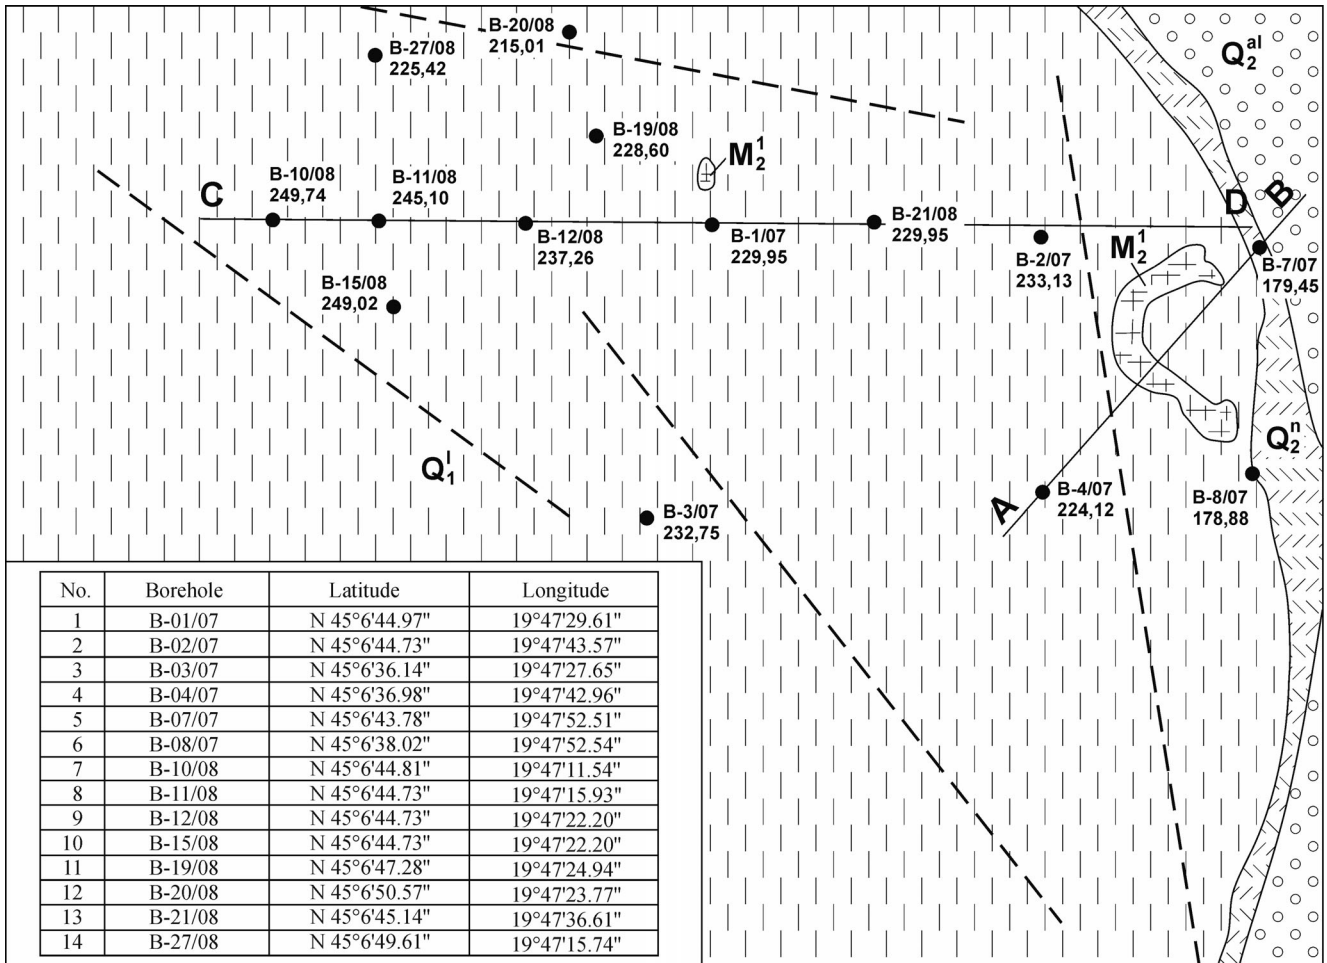 B-20/08
215,01
B-27/08
225,42
Q₂ᵃˡ
B-19/08
228,60
M₂¹
B-10/08
249,74
B-11/08
245,10
C
D
B
B-12/08
237,26
B-1/07
229,95
B-21/08
229,95
B-2/07
233,13
M₂¹
B-7/07
179,45
B-15/08
249,02
Q₁ˡ
Q₂ⁿ
B-3/07
232,75
A
B-4/07
224,12
B-8/07
178,88
No. Borehole Latitude Longitude
1 B-01/07 N 45°6'44.97" 19°47'29.61"
2 B-02/07 N 45°6'44.73" 19°47'43.57"
3 B-03/07 N 45°6'36.14" 19°47'27.65"
4 B-04/07 N 45°6'36.98" 19°47'42.96"
5 B-07/07 N 45°6'43.78" 19°47'52.51"
6 B-08/07 N 45°6'38.02" 19°47'52.54"
7 B-10/08 N 45°6'44.81" 19°47'11.54"
8 B-11/08 N 45°6'44.73" 19°47'15.93"
9 B-12/08 N 45°6'44.73" 19°47'22.20"
10 B-15/08 N 45°6'44.73" 19°47'22.20"
11 B-19/08 N 45°6'47.28" 19°47'24.94"
12 B-20/08 N 45°6'50.57" 19°47'23.77"
13 B-21/08 N 45°6'45.14" 19°47'36.61"
14 B-27/08 N 45°6'49.61" 19°47'15.74"